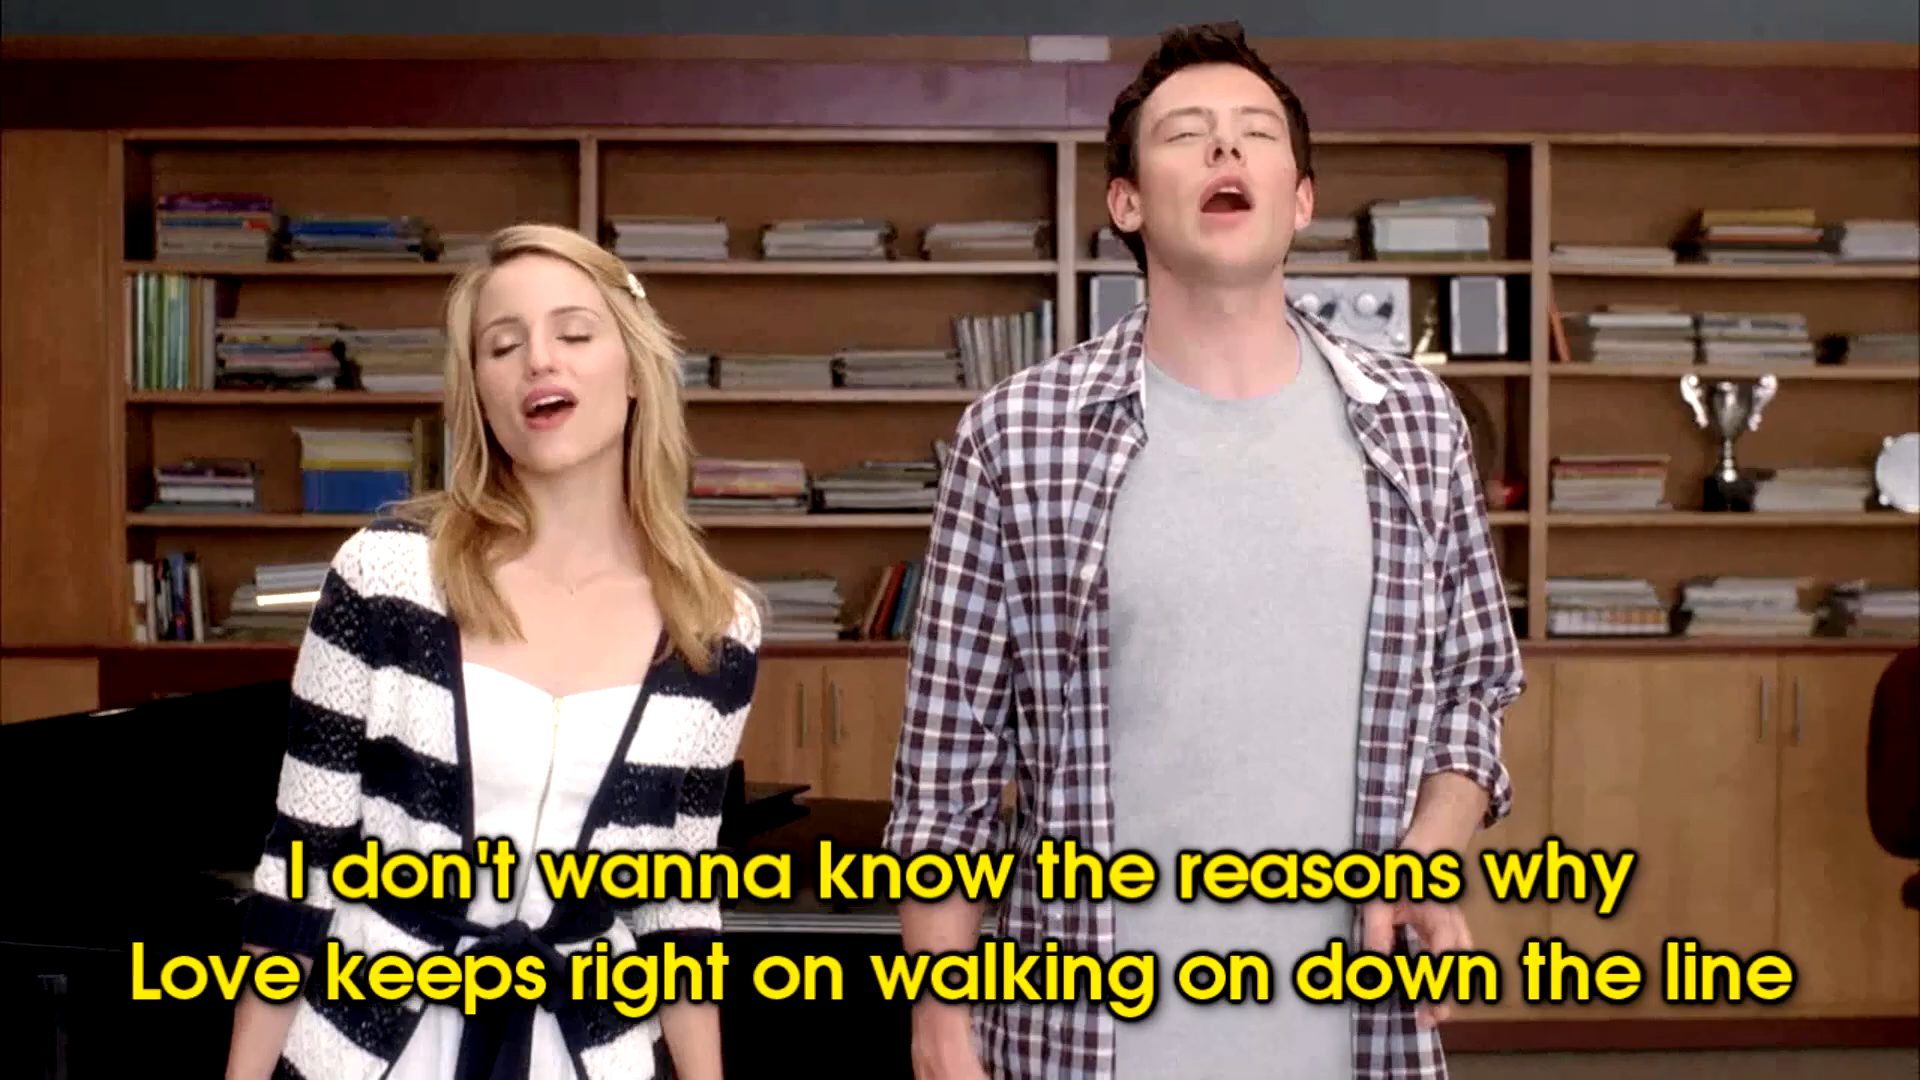 I don't wanna know the reasons why
Love keeps right on walking on down the line